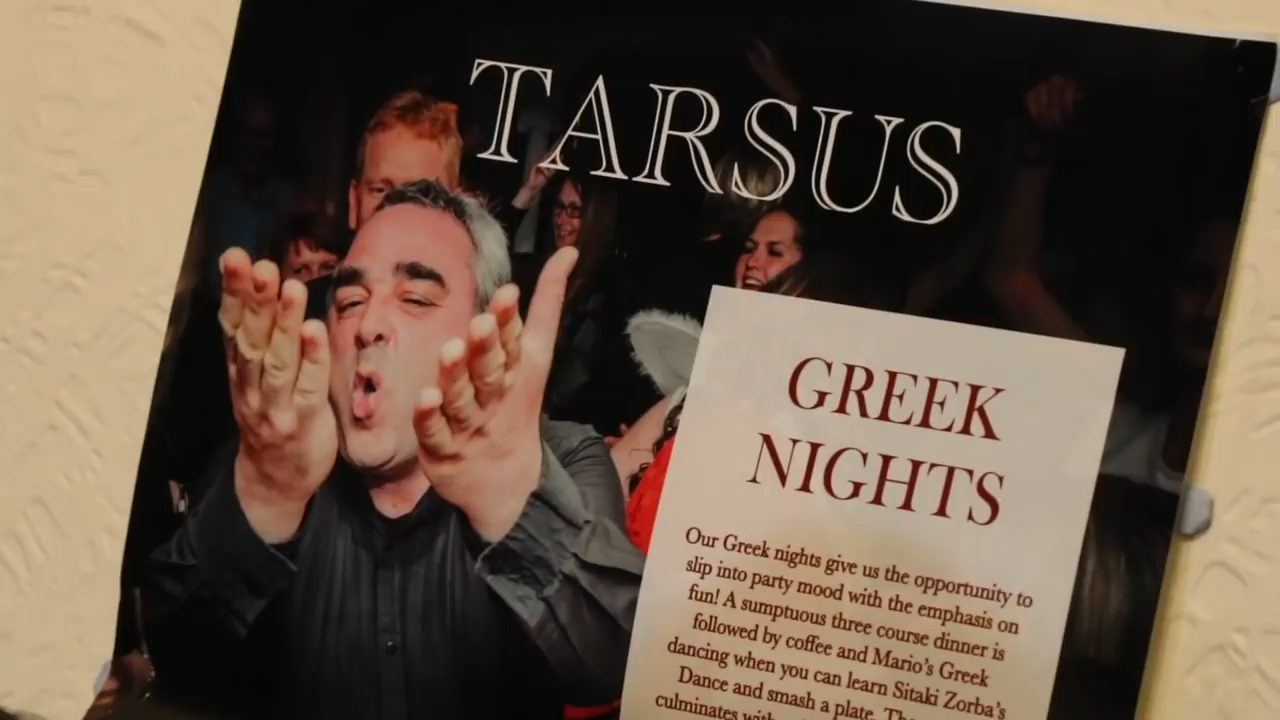 TARSUS
GREEK
NIGHTS
Our Greek nights give us the opportunity to
slip into party mood with the emphasis on
fun! A sumptuous three course dinner is
followed by coffee and Mario's Greek
dancing when you can learn Sitaki Zorba's
Dance and smash a plate.
culminates with